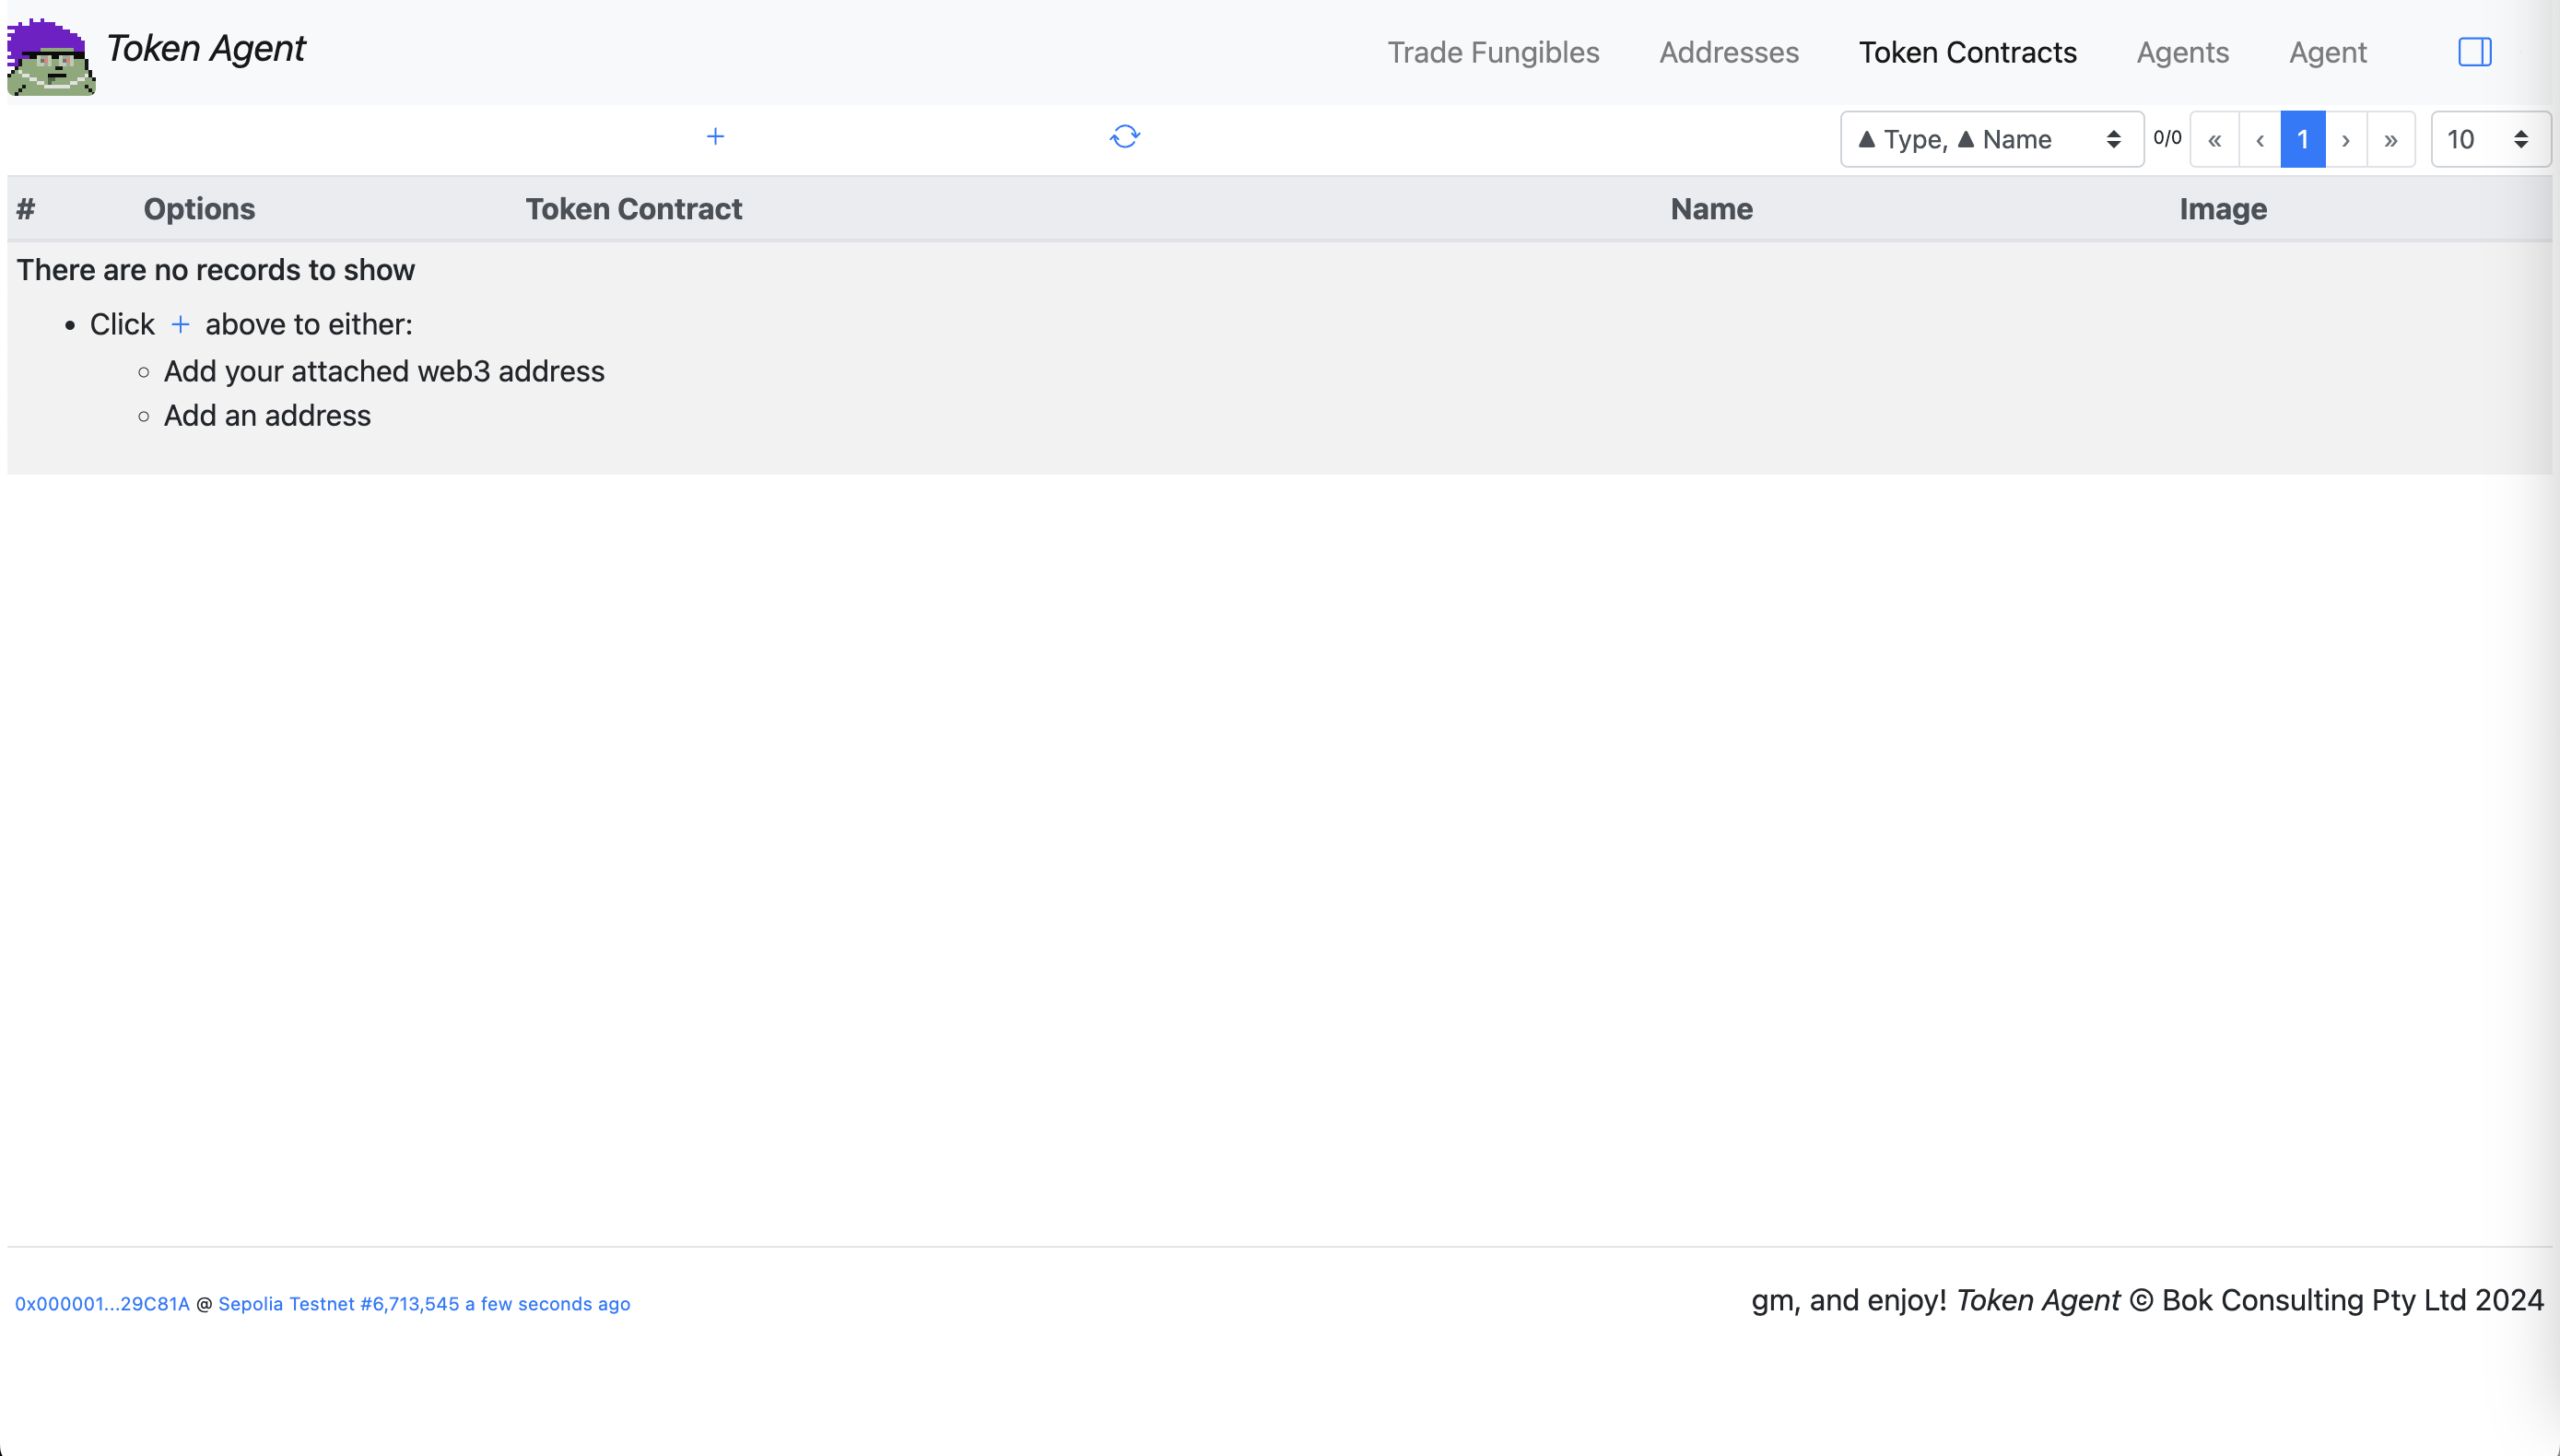 Token Agent
Trade Fungibles Addresses Token Contracts Agents Agent
+
▲ Type, ▲ Name 0/0 « ‹ 1 › » 10
# Options Token Contract Name Image
There are no records to show
• Click + above to either:
◦ Add your attached web3 address
◦ Add an address
0x000001...29C81A @ Sepolia Testnet #6,713,545 a few seconds ago
gm, and enjoy! Token Agent © Bok Consulting Pty Ltd 2024